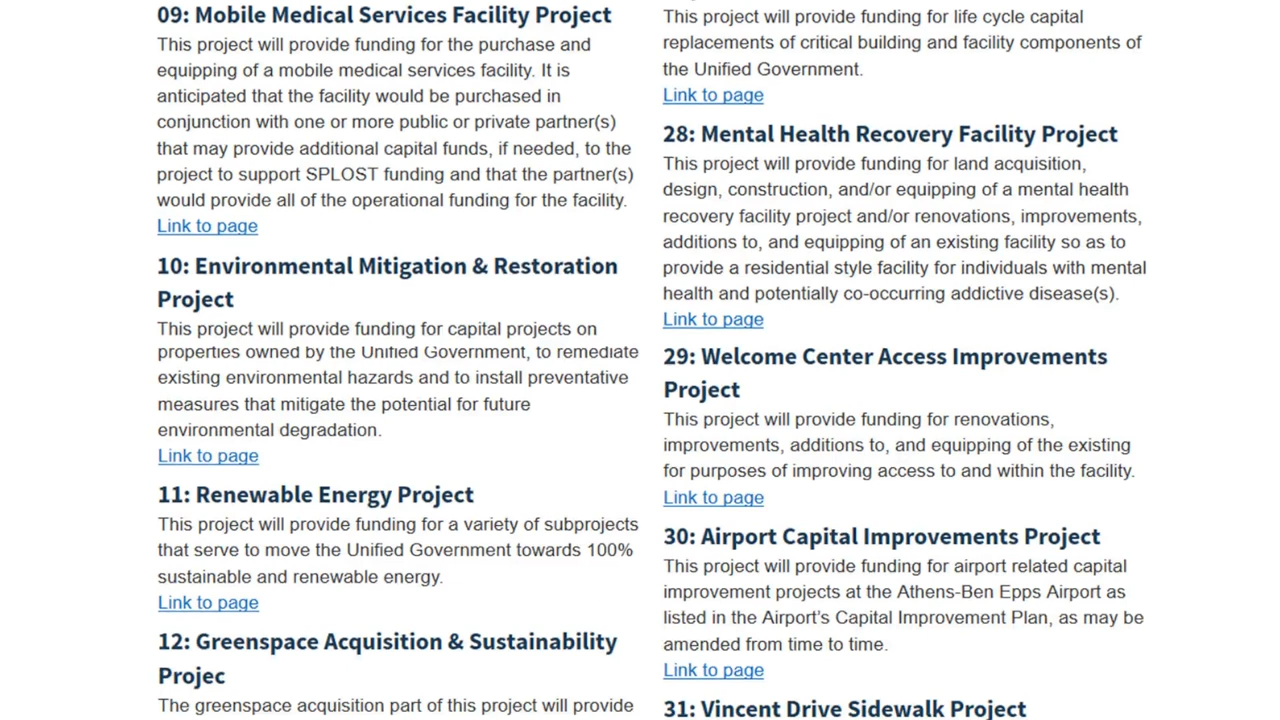 09: Mobile Medical Services Facility Project
This project will provide funding for the purchase and
equipping of a mobile medical services facility. It is
anticipated that the facility would be purchased in
conjunction with one or more public or private partner(s)
that may provide additional capital funds, if needed, to the
project to support SPLOST funding and that the partner(s)
would provide all of the operational funding for the facility.
Link to page
10: Environmental Mitigation & Restoration
Project
This project will provide funding for capital projects on
properties owned by the Unified Government, to remediate
existing environmental hazards and to install preventative
measures that mitigate the potential for future
environmental degradation.
Link to page
11: Renewable Energy Project
This project will provide funding for a variety of subprojects
that serve to move the Unified Government towards 100%
sustainable and renewable energy.
Link to page
12: Greenspace Acquisition & Sustainability
Projec
The greenspace acquisition part of this project will provide
This project will provide funding for life cycle capital
replacements of critical building and facility components of
the Unified Government.
Link to page
28: Mental Health Recovery Facility Project
This project will provide funding for land acquisition,
design, construction, and/or equipping of a mental health
recovery facility project and/or renovations, improvements,
additions to, and equipping of an existing facility so as to
provide a residential style facility for individuals with mental
health and potentially co-occurring addictive disease(s).
Link to page
29: Welcome Center Access Improvements
Project
This project will provide funding for renovations,
improvements, additions to, and equipping of the existing
for purposes of improving access to and within the facility.
Link to page
30: Airport Capital Improvements Project
This project will provide funding for airport related capital
improvement projects at the Athens-Ben Epps Airport as
listed in the Airport's Capital Improvement Plan, as may be
amended from time to time.
Link to page
31: Vincent Drive Sidewalk Project